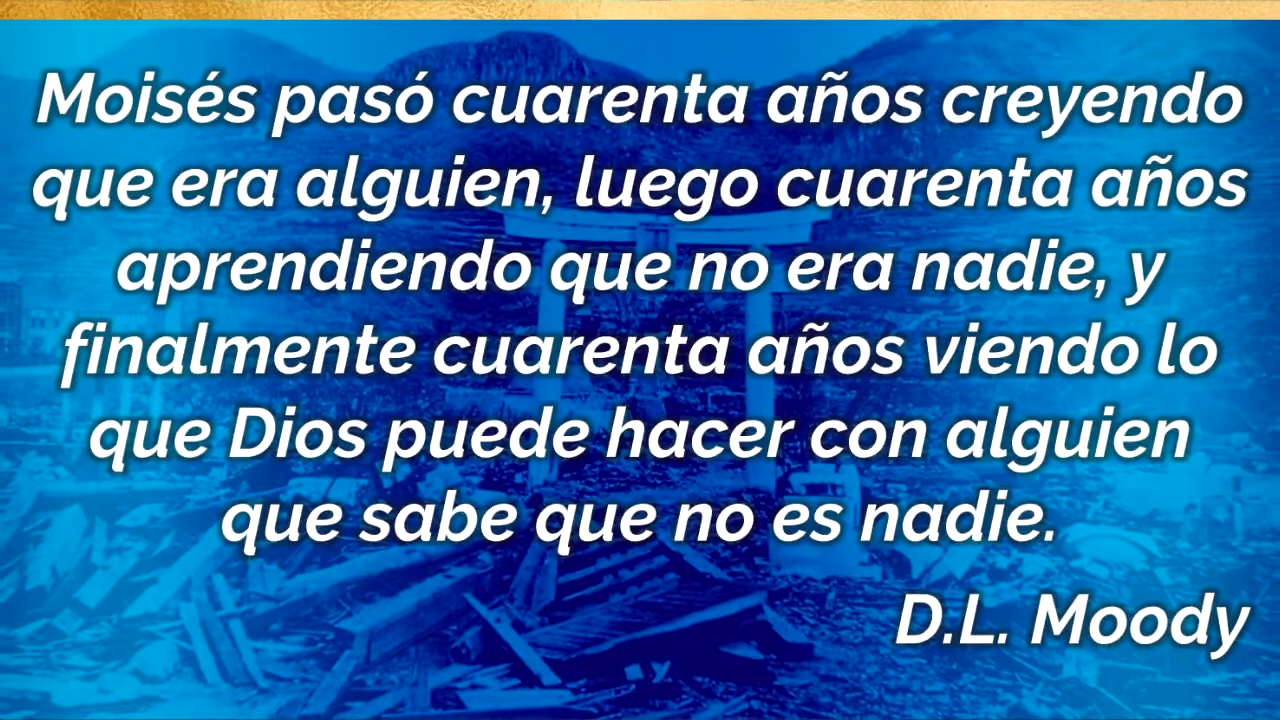 Moisés pasó cuarenta años creyendo
que era alguien, luego cuarenta años
aprendiendo que no era nadie, y
finalmente cuarenta años viendo lo
que Dios puede hacer con alguien
que sabe que no es nadie.
D.L. Moody